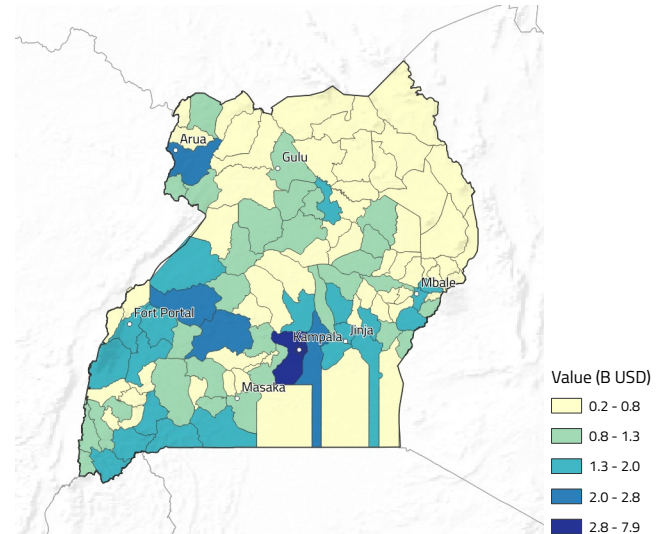 Arua
Gulu
Mbale
Fort Portal
Kampala
Jinja
Masaka
Value (B USD)
0.2 - 0.8
0.8 - 1.3
1.3 - 2.0
2.0 - 2.8
2.8 - 7.9